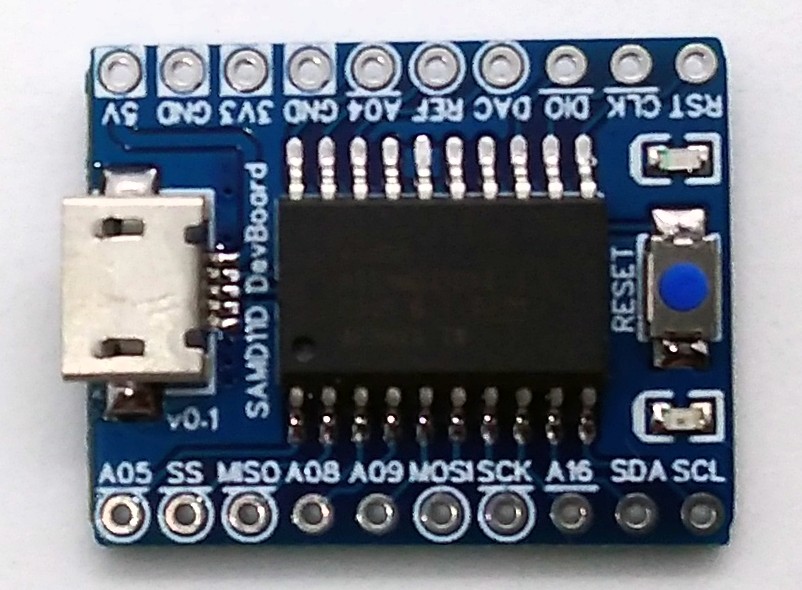 5V GND 3V3 GND A04 REF DAC DIO CLK RST
SAMD11D DevBoard
RESET
v0.1
A05 SS MISO A08 A09 MOSI SCK A16 SDA SCL